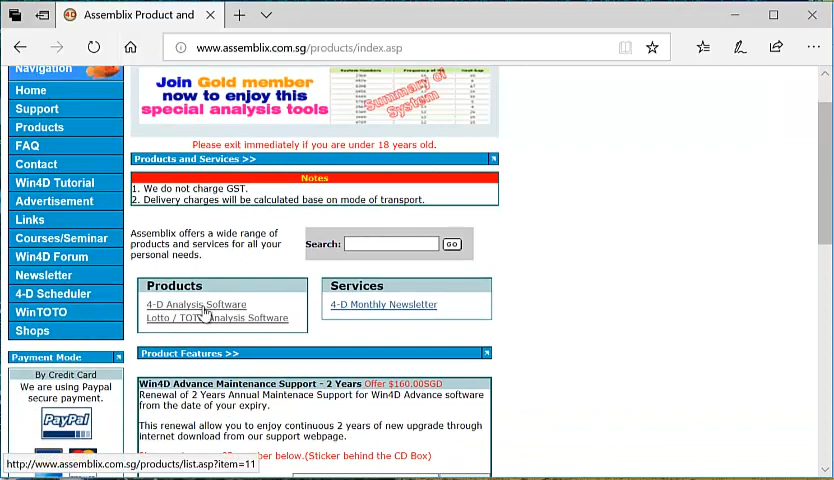 Assemblix Product and
www.assemblix.com.sg/products/index.asp
Navigation
Home
Support
Products
FAQ
Contact
Win4D Tutorial
Advertisement
Links
Courses/Seminar
Win4D Forum
Newsletter
4-D Scheduler
WinTOTO
Shops
Payment Mode
By Credit Card
We are using Paypal
secure payment.
PayPal
Join Gold member
now to enjoy this
special analysis tools
Summary of
System
Please exit immediately if you are under 18 years old.
Products and Services >>
Notes
1. We do not charge GST.
2. Delivery charges will be calculated base on mode of transport.
Assemblix offers a wide range of
products and services for all your
personal needs.
Search:
GO
Products
4-D Analysis Software
Lotto / TOTO Analysis Software
Services
4-D Monthly Newsletter
Product Features >>
Win4D Advance Maintenance Support - 2 Years Offer $160.00SGD
Renewal of 2 Years Annual Maintenace Support for Win4D Advance software
from the date of your expiry.
This renewal allow you to enjoy continuous 2 years of new upgrade through
internet download from our support webpage.
below.(Sticker behind the CD Box)
http://www.assemblix.com.sg/products/list.asp?item=11